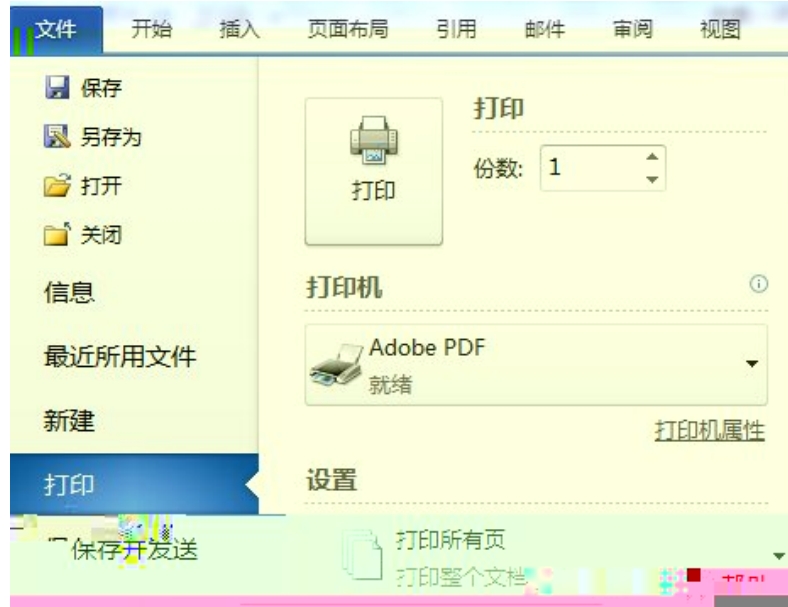 文件 开始 插入 页面布局 引用 邮件 审阅 视图
保存
另存为
打开
关闭
信息
最近所用文件
新建
打印
保存并发送
打印
打印
份数: 1
打印机
Adobe PDF
就绪
打印机属性
设置
打印所有页
打印整个文档